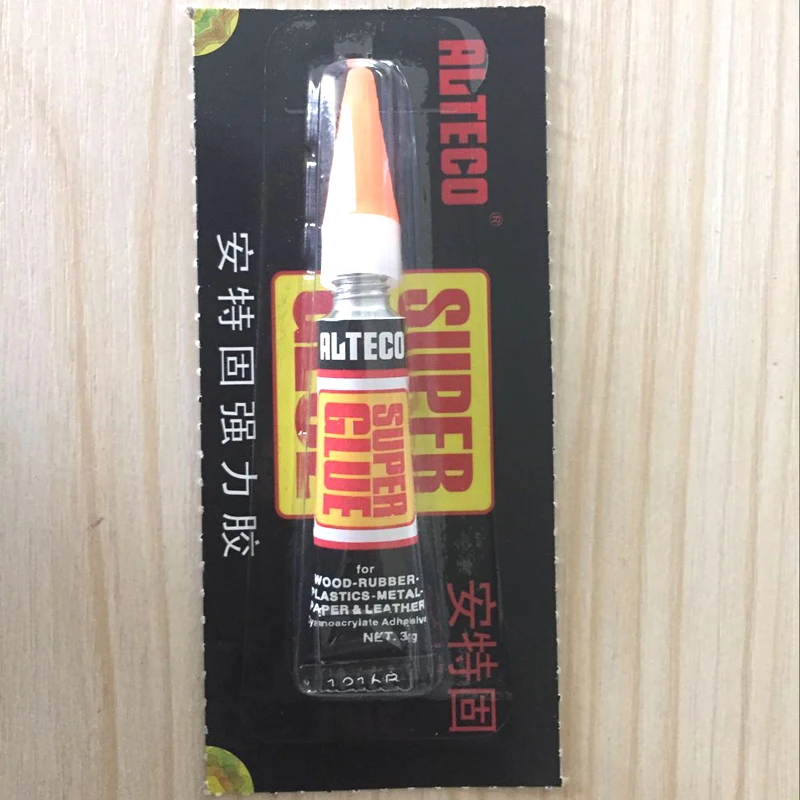 ALTECO
®
SUPER
安特固
安特固强力胶
ALTECO
SUPER
GLUE
for
WOOD-RUBBER-
PLASTICS-METAL-
PAPER & LEATHER
Cyanoacrylate Adhesive
NET. 3g